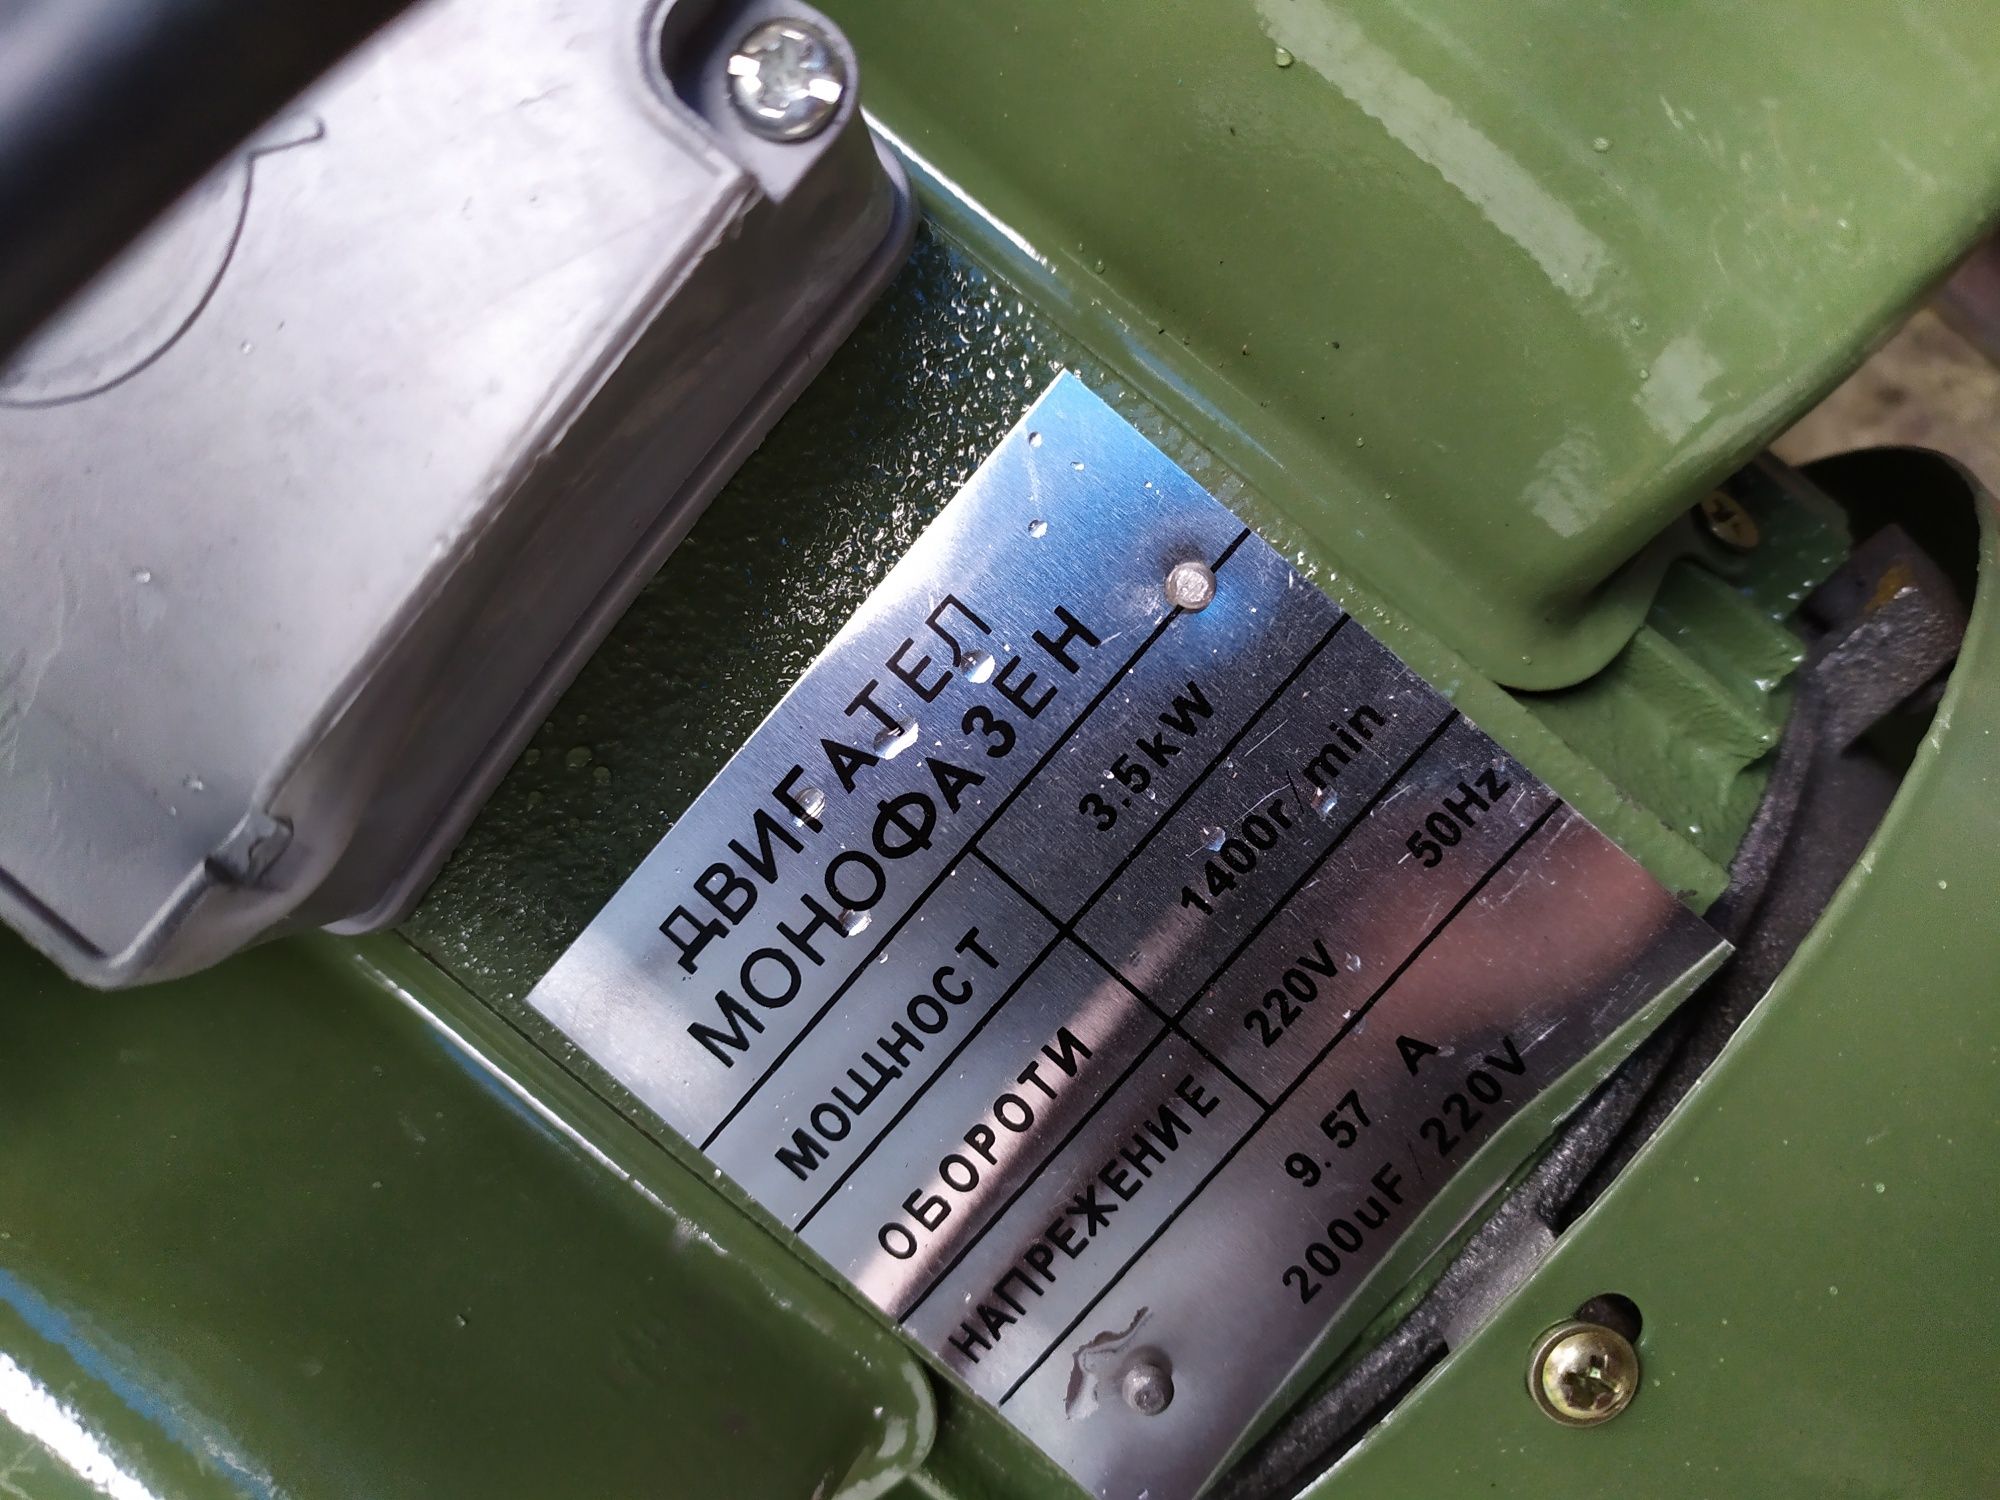 ДВИГАТЕЛ
МОНОФАЗЕН
МОЩНОСТ 3.5kW
ОБОРОТИ 1400r/min
НАПРЕЖЕНИЕ 220V 50Hz
9.57 A
200uF/220V